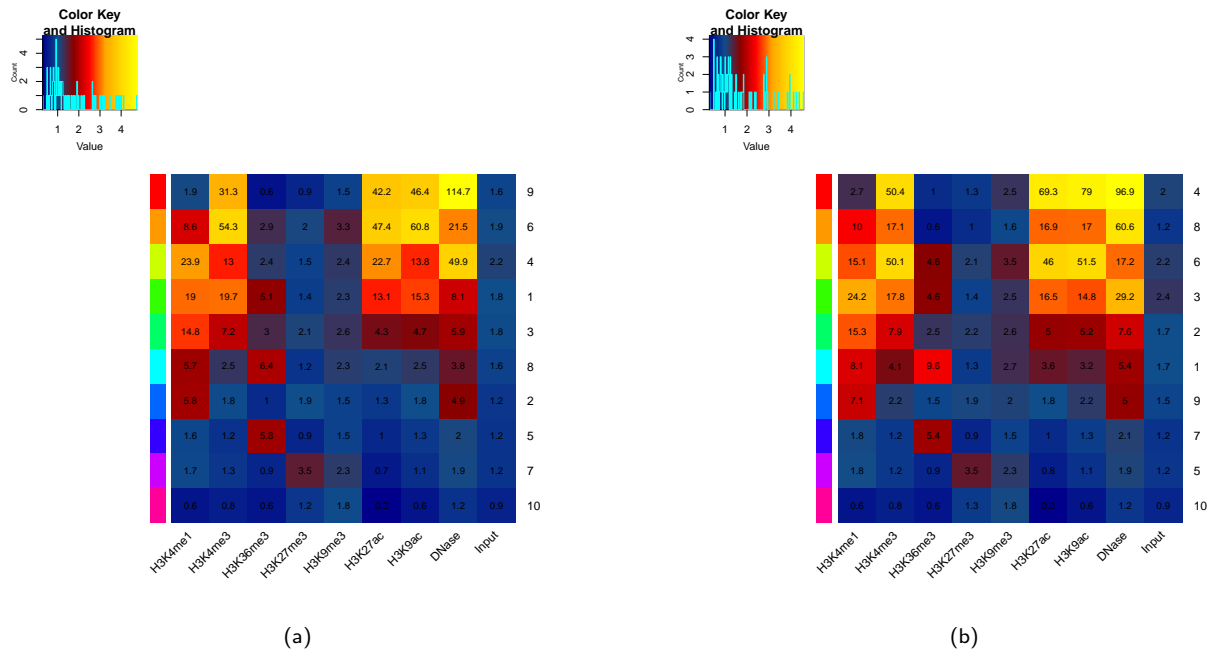 Color Key
and Histogram
Count
0 2 4
1 2 3 4
Value
1.9 31.3 0.6 0.9 1.5 42.2 46.4 114.7 1.6 9
8.6 54.3 2.9 2 3.3 47.4 60.8 21.5 1.9 6
23.9 13 2.4 1.5 2.4 22.7 13.8 49.9 2.2 4
19 19.7 5.1 1.4 2.3 13.1 15.3 8.1 1.8 1
14.8 7.2 3 2.1 2.6 4.3 4.7 5.9 1.8 3
5.7 2.5 6.4 1.2 2.3 2.1 2.5 3.8 1.6 8
5.8 1.8 1 1.9 1.5 1.3 1.8 4.9 1.2 2
1.6 1.2 5.8 0.9 1.5 1 1.3 2 1.2 5
1.7 1.3 0.9 3.5 2.3 0.7 1.1 1.9 1.2 7
0.6 0.8 0.6 1.2 1.8 0.6 1.2 0.9 10
H3K4me1 H3K4me3 H3K36me3 H3K27me3 H3K9me3 H3K27ac H3K9ac DNase Input
(a)
Color Key
and Histogram
Count
0 1 2 3 4
1 2 3 4
Value
2.7 50.4 1 1.3 2.5 69.3 79 96.9 2 4
10 17.1 0.6 1 1.6 16.9 17 60.6 1.2 8
15.1 50.1 4.6 2.1 3.5 46 51.5 17.2 2.2 6
24.2 17.8 4.6 1.4 2.5 16.5 14.8 29.2 2.4 3
15.3 7.9 2.5 2.2 2.6 5 5.2 7.6 1.7 2
8.1 4.1 9.6 1.3 2.7 3.6 3.2 5.4 1.7 1
7.1 2.2 1.5 1.9 2 1.8 2.2 5 1.5 9
1.8 1.2 5.4 0.9 1.5 1 1.3 2.1 1.2 7
1.8 1.2 0.9 3.5 2.3 0.8 1.1 1.9 1.2 5
0.6 0.8 0.6 1.3 1.8 0.6 1.2 0.9 10
H3K4me1 H3K4me3 H3K36me3 H3K27me3 H3K9me3 H3K27ac H3K9ac DNase Input
(b)